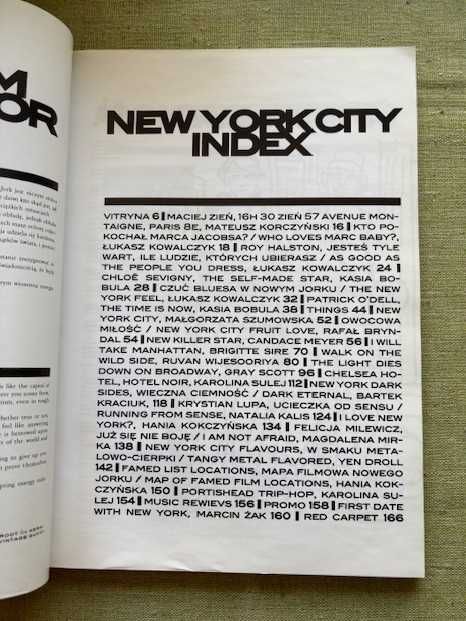 M
OR
NEW YORK CITY
INDEX
VITRYNA 6 ❚ MACIEJ ZIEŃ, 16H 30 ZIEŃ 57 AVENUE MON-
TAIGNE, PARIS 8E, MATEUSZ KORCZYŃSKI 16 ❚ KTO PO-
KOCHAŁ MARCA JACOBSA? / WHO LOVES MARC BABY?,
ŁUKASZ KOWALCZYK 18 ❚ ROY HALSTON, JESTEŚ TYLE
WART, ILE LUDZIE, KTÓRYCH UBIERASZ / AS GOOD AS
THE PEOPLE YOU DRESS, ŁUKASZ KOWALCZYK 24 ❚
CHLOË SEVIGNY, THE SELF-MADE STAR, KASIA BO-
BULA 28 ❚ CZUĆ BLUESA W NOWYM JORKU / THE NEW
YORK FEEL, ŁUKASZ KOWALCZYK 32 ❚ PATRICK O'DELL,
THE TIME IS NOW, KASIA BOBULA 38 ❚ THINGS 44 ❚ NEW
YORK CITY, MAŁGORZATA SZUMOWSKA 52 ❚ OWOCOWA
MIŁOŚĆ / NEW YORK CITY FRUIT LOVE, RAFAŁ BRYN-
DAL 54 ❚ NEW KILLER STAR, CANDACE MEYER 56 ❚ I WILL
TAKE MANHATTAN, BRIGITTE SIRE 70 ❚ WALK ON THE
WILD SIDE, RUVAN WIJESOORIYA 80 ❚ THE LIGHT DIES
DOWN ON BROADWAY, GRAY SCOTT 96 ❚ CHELSEA HO-
TEL, HOTEL NOIR, KAROLINA SULEJ 112 ❚ NEW YORK DARK
SIDES, WIECZNA CIEMNOŚĆ / DARK ETERNAL, BARTEK
KRACIUK, 118 ❚ KRYSTIAN LUPA, UCIECZKA OD SENSU /
RUNNING FROM SENSE, NATALIA KALIS 124 ❚ I LOVE NEW
YORK?, HANIA KOKCZYŃSKA 134 ❚ FELICJA MILEWICZ,
JUŻ SIĘ NIE BOJĘ / I AM NOT AFRAID, MAGDALENA MIR-
KA 138 ❚ NEW YORK CITY FLAVOURS, W SMAKU META-
LOWO-CIERPKI / TANGY METAL FLAVORED, YEN DROLL
142 ❚ FAMED LIST LOCATIONS, MAPA FILMOWA NOWEGO
JORKU / MAP OF FAMED FILM LOCATIONS, HANIA KOK-
CZYŃSKA 150 ❚ PORTISHEAD TRIP-HOP, KAROLINA SU-
LEJ 154 ❚ MUSIC REWIEVS 156 ❚ PROMO 158 ❚ FIRST DATE
WITH NEW YORK, MARCIN ŻAK 160 ❚ RED CARPET 166